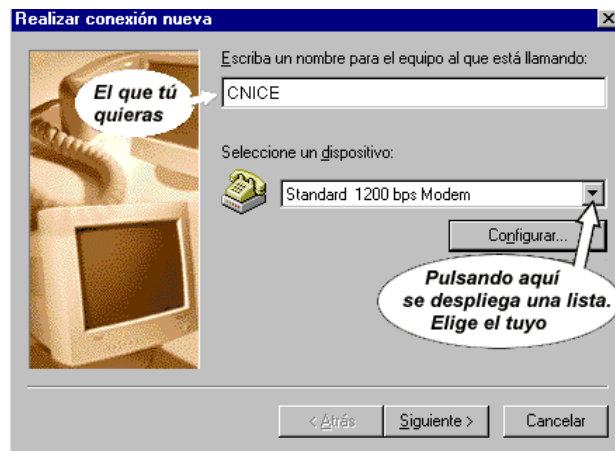 Realizar conexión nueva
Escriba un nombre para el equipo al que está llamando:
El que tú
quieras
CNICE
Seleccione un dispositivo:
Standard 1200 bps Modem
Configurar...
Pulsando aquí
se despliega una lista.
Elige el tuyo
< Atrás
Siguiente >
Cancelar